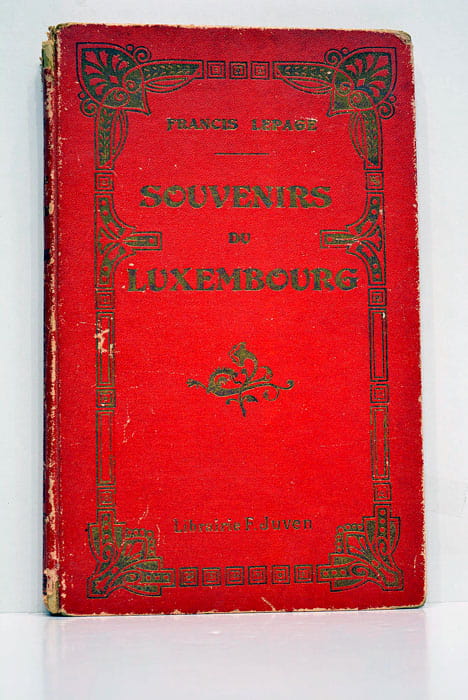 FRANCIS LEPAGE
SOUVENIRS
DU
LUXEMBOURG
Librairie F. Juven